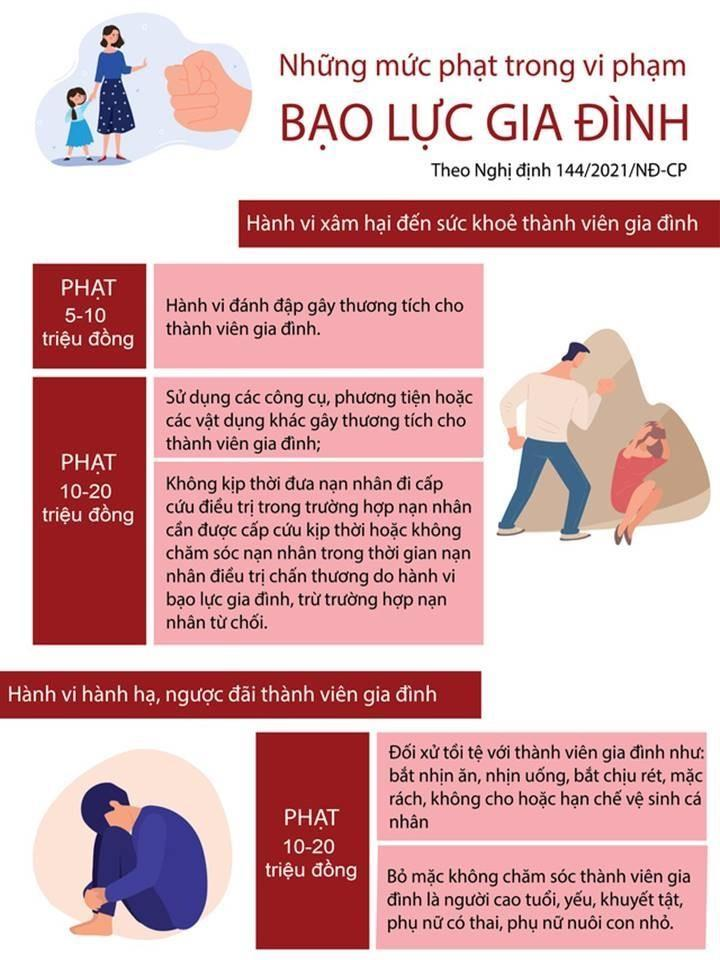 Những mức phạt trong vi phạm
BẠO LỰC GIA ĐÌNH
Theo Nghị định 144/2021/NĐ-CP
Hành vi xâm hại đến sức khoẻ thành viên gia đình
PHẠT
5-10
triệu đồng
Hành vi đánh đập gây thương tích cho
thành viên gia đình.
PHẠT
10-20
triệu đồng
Sử dụng các công cụ, phương tiện hoặc
các vật dụng khác gây thương tích cho
thành viên gia đình;
Không kịp thời đưa nạn nhân đi cấp
cứu điều trị trong trường hợp nạn nhân
cần được cấp cứu kịp thời hoặc không
chăm sóc nạn nhân trong thời gian nạn
nhân điều trị chấn thương do hành vi
bạo lực gia đình, trừ trường hợp nạn
nhân từ chối.
Hành vi hành hạ, ngược đãi thành viên gia đình
PHẠT
10-20
triệu đồng
Đối xử tồi tệ với thành viên gia đình như:
bắt nhịn ăn, nhịn uống, bắt chịu rét, mặc
rách, không cho hoặc hạn chế vệ sinh cá
nhân
Bỏ mặc không chăm sóc thành viên gia
đình là người cao tuổi, yếu, khuyết tật,
phụ nữ có thai, phụ nữ nuôi con nhỏ.